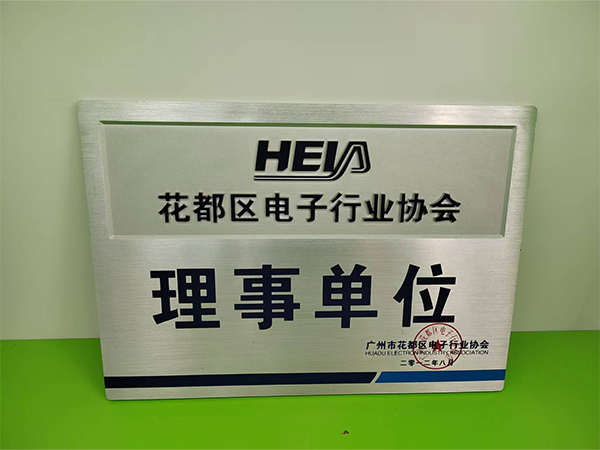 HEIA
花都区电子行业协会
理事单位
广州市花都区电子行业协会
HUADU ELECTRON INDUSTRY ASSOCIATION
二零一二年八月